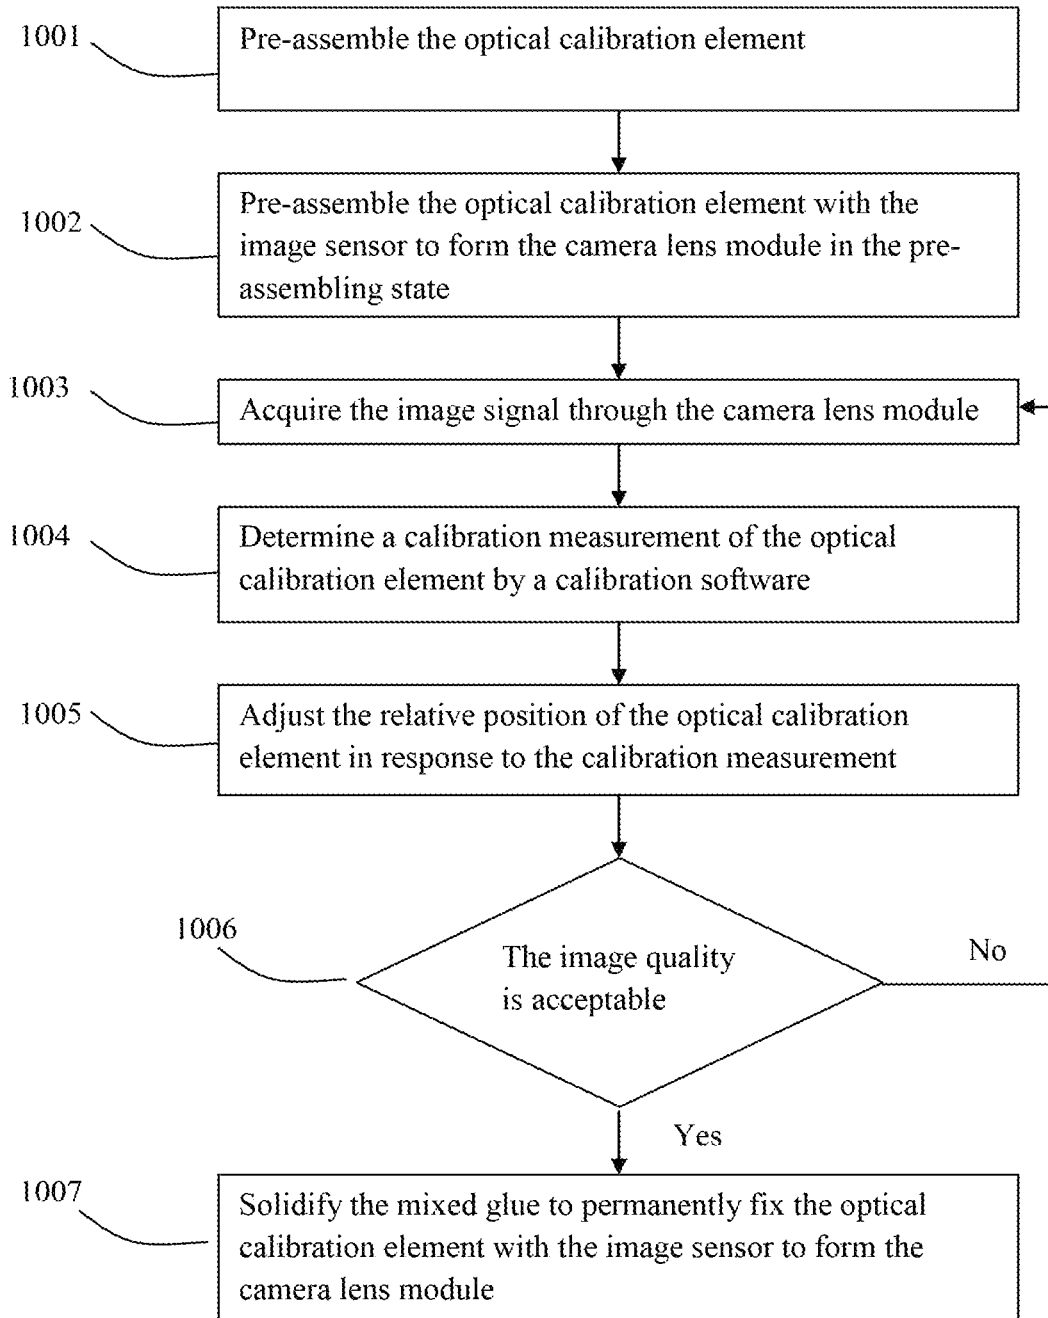 1001
Pre-assemble the optical calibration element
1002
Pre-assemble the optical calibration element with the
image sensor to form the camera lens module in the pre-
assembling state
1003
Acquire the image signal through the camera lens module
1004
Determine a calibration measurement of the optical
calibration element by a calibration software
1005
Adjust the relative position of the optical calibration
element in response to the calibration measurement
1006
The image quality
is acceptable
No
Yes
1007
Solidify the mixed glue to permanently fix the optical
calibration element with the image sensor to form the
camera lens module